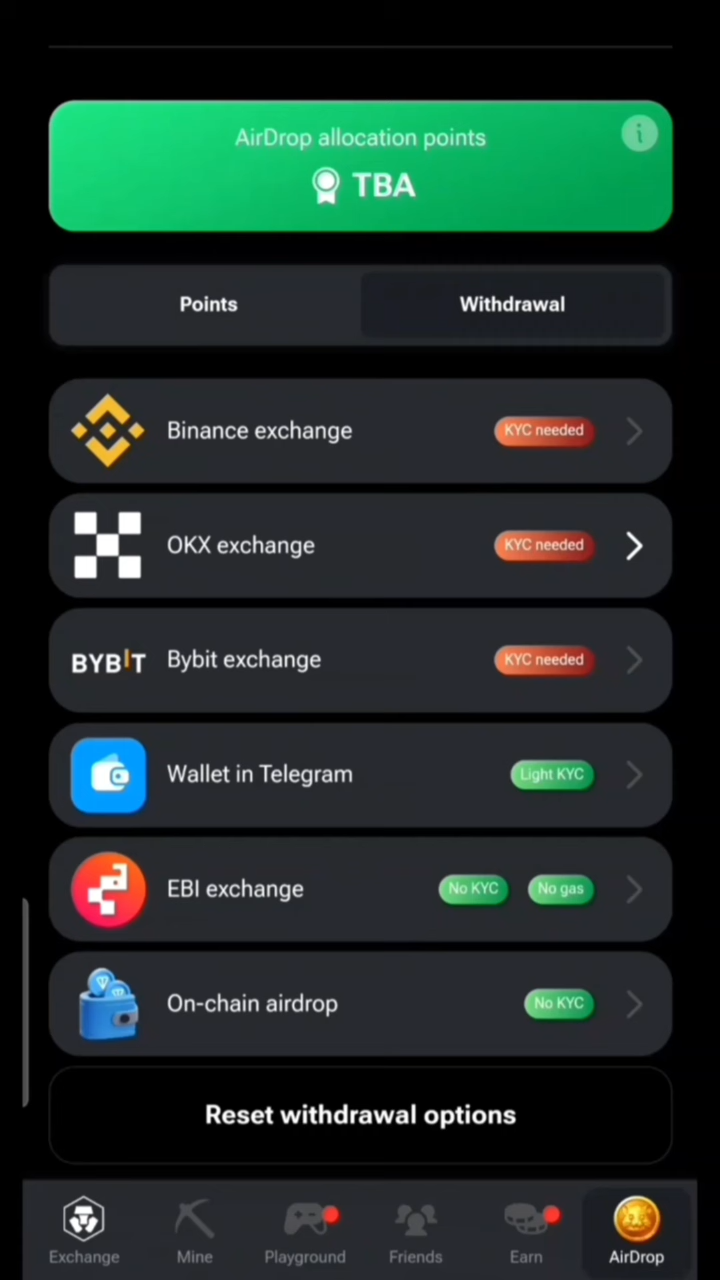 AirDrop allocation points
TBA
Points
Withdrawal
Binance exchange
KYC needed
OKX exchange
KYC needed
BYBIT
Bybit exchange
KYC needed
Wallet in Telegram
Light KYC
EBI exchange
No KYC
No gas
On-chain airdrop
No KYC
Reset withdrawal options
Exchange
Mine
Playground
Friends
Earn
AirDrop